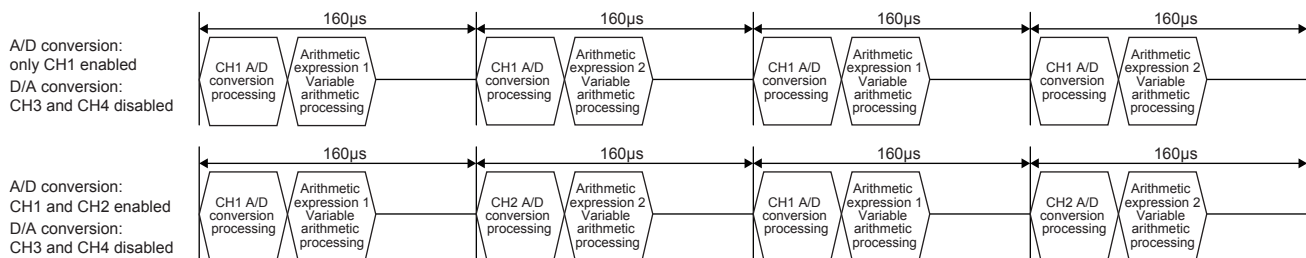 160µs 160µs 160µs 160µs
A/D conversion:
only CH1 enabled
D/A conversion:
CH3 and CH4 disabled
CH1 A/D
conversion
processing
Arithmetic
expression 1
Variable
arithmetic
processing
CH1 A/D
conversion
processing
Arithmetic
expression 2
Variable
arithmetic
processing
CH1 A/D
conversion
processing
Arithmetic
expression 1
Variable
arithmetic
processing
CH1 A/D
conversion
processing
Arithmetic
expression 2
Variable
arithmetic
processing
160µs 160µs 160µs 160µs
A/D conversion:
CH1 and CH2 enabled
D/A conversion:
CH3 and CH4 disabled
CH1 A/D
conversion
processing
Arithmetic
expression 1
Variable
arithmetic
processing
CH2 A/D
conversion
processing
Arithmetic
expression 2
Variable
arithmetic
processing
CH1 A/D
conversion
processing
Arithmetic
expression 1
Variable
arithmetic
processing
CH2 A/D
conversion
processing
Arithmetic
expression 2
Variable
arithmetic
processing